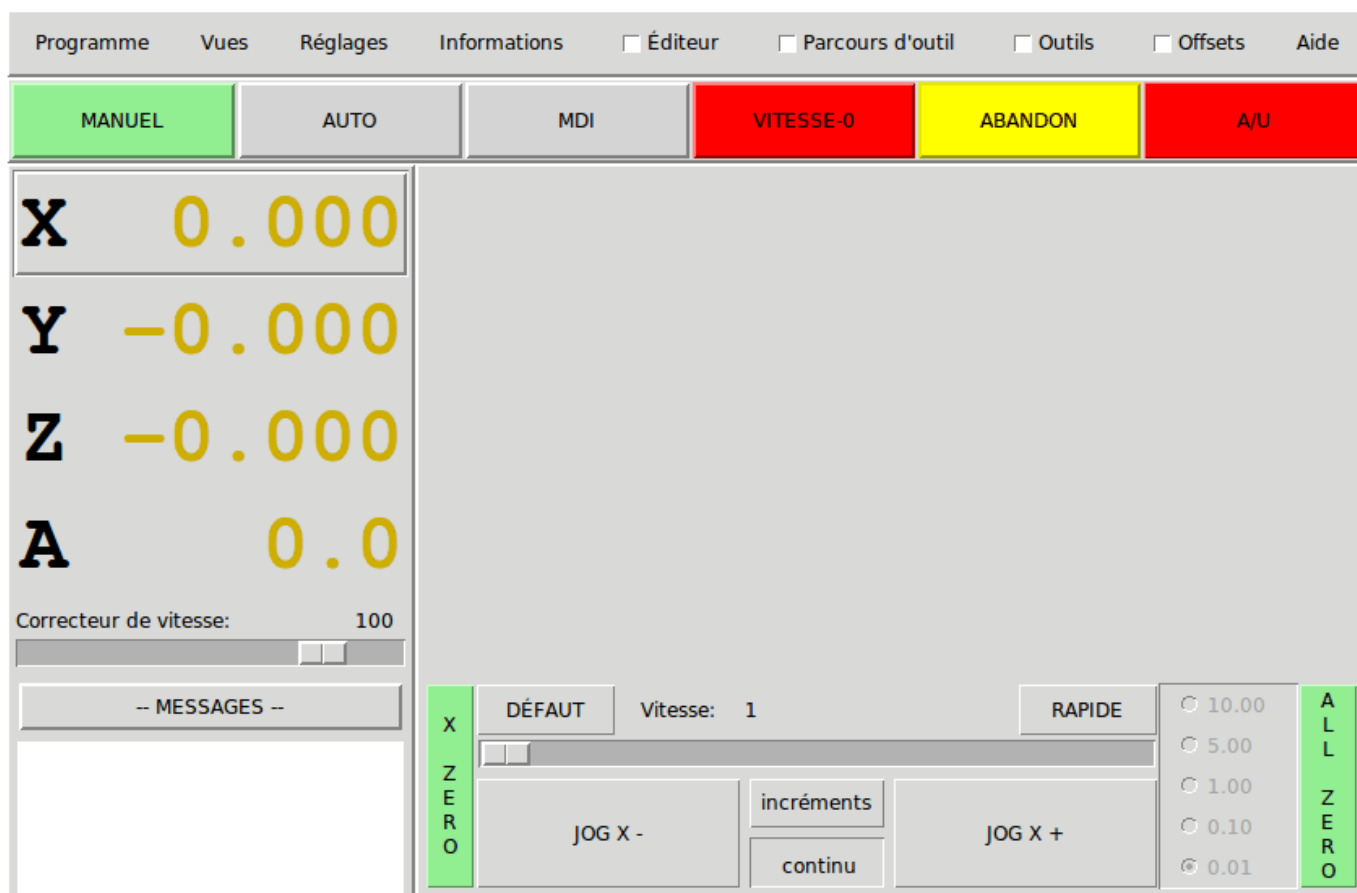 Programme Vues Réglages Informations Éditeur Parcours d'outil Outils Offsets Aide
MANUEL AUTO MDI VITESSE-0 ABANDON A/U
X 0.000
Y -0.000
Z -0.000
A 0.0
Correcteur de vitesse: 100
-- MESSAGES --
X ZERO
DÉFAUT Vitesse: 1 RAPIDE
JOG X -
incréments
continu
JOG X +
10.00
5.00
1.00
0.10
0.01
ALL ZERO